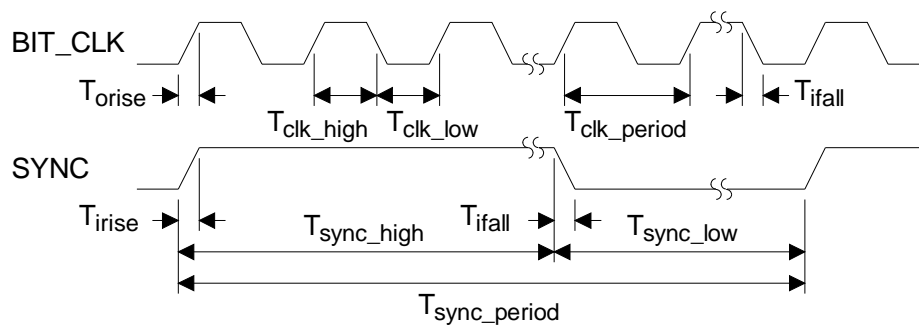 BIT_CLK
T_orise
T_clk_high
T_clk_low
T_clk_period
T_ifall
SYNC
T_irise
T_sync_high
T_ifall
T_sync_low
T_sync_period